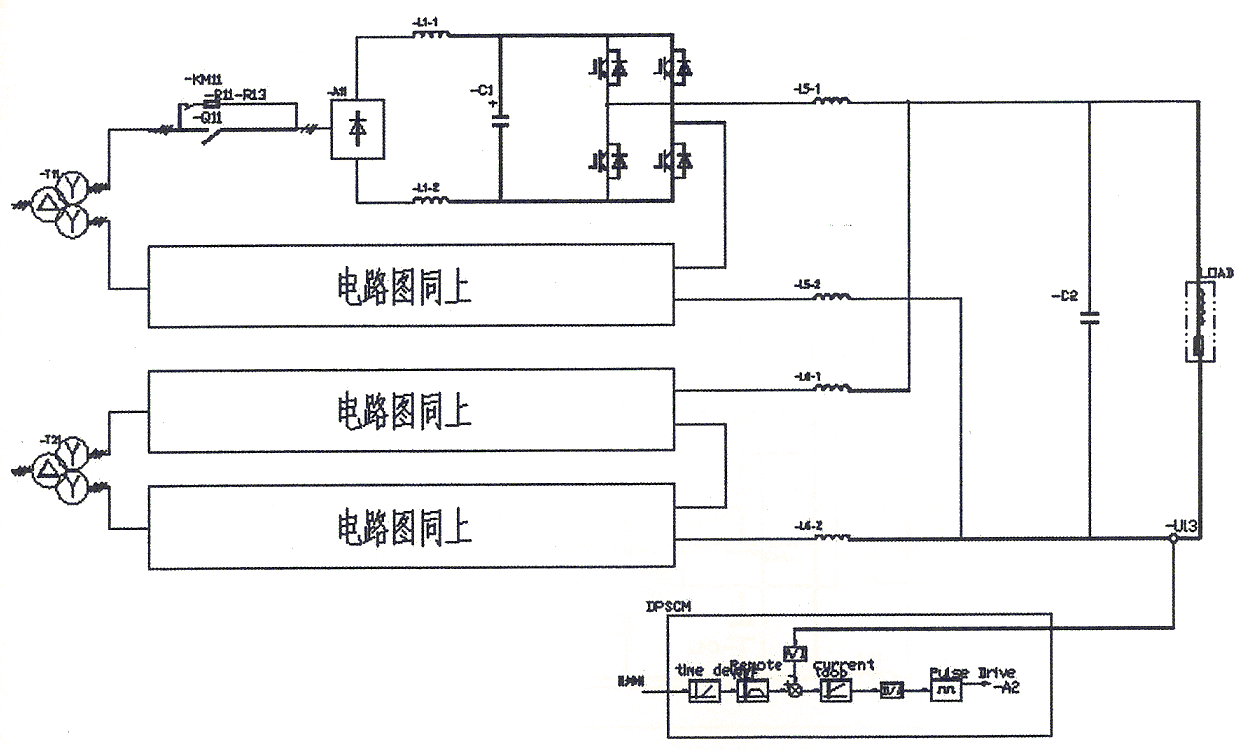 -L1-1
-KM11
-R11-R13
-A11
-C1
+
-Q11
-L5-1
-T11
-L1-2
LOAD
电路图同上
-L5-2
-C2
-L6-1
电路图同上
-T21
电路图同上
-L6-2
-U13
DPSCM
A/D
Remote
current
time
loop
Pulse Drive
D/A
-A2